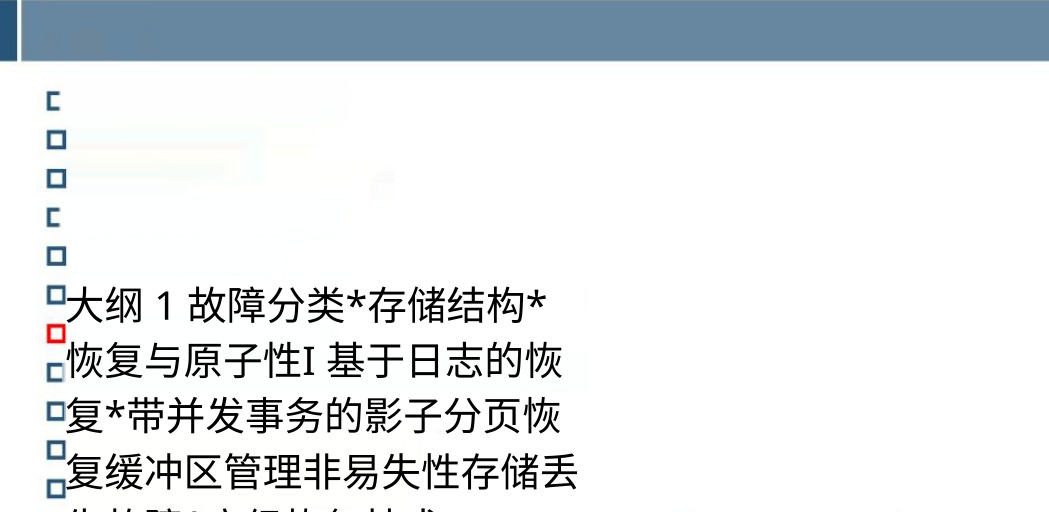 大纲 1 故障分类*存储结构*
恢复与原子性I 基于日志的恢
复*带并发事务的影子分页恢
复缓冲区管理非易失性存储丢